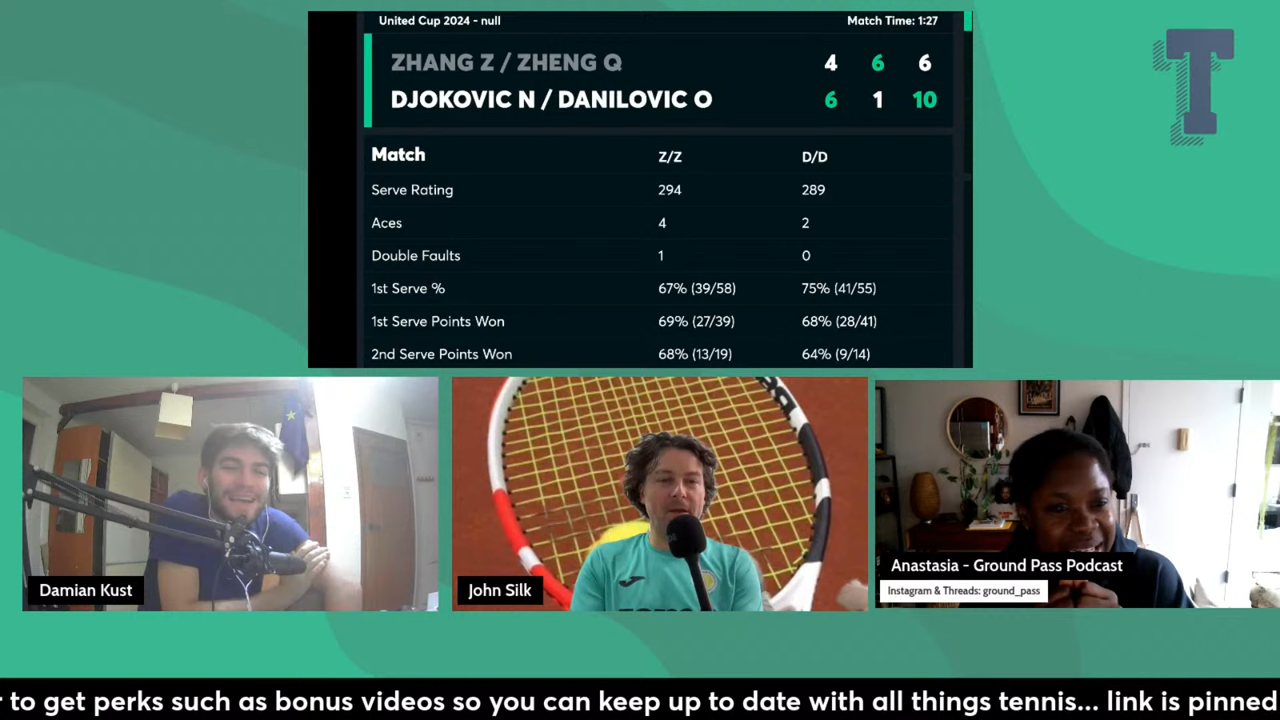 United Cup 2024 - null Match Time: 1:27
ZHANG Z / ZHENG Q 4 6 6
DJOKOVIC N / DANILOVIC O 6 1 10
Match Z/Z D/D
Serve Rating 294 289
Aces 4 2
Double Faults 1 0
1st Serve % 67% (39/58) 75% (41/55)
1st Serve Points Won 69% (27/39) 68% (28/41)
2nd Serve Points Won 68% (13/19) 64% (9/14)
T
Damian Kust
John Silk
Anastasia - Ground Pass Podcast
Instagram & Threads: ground_pass
r to get perks such as bonus videos so you can keep up to date with all things tennis... link is pinned